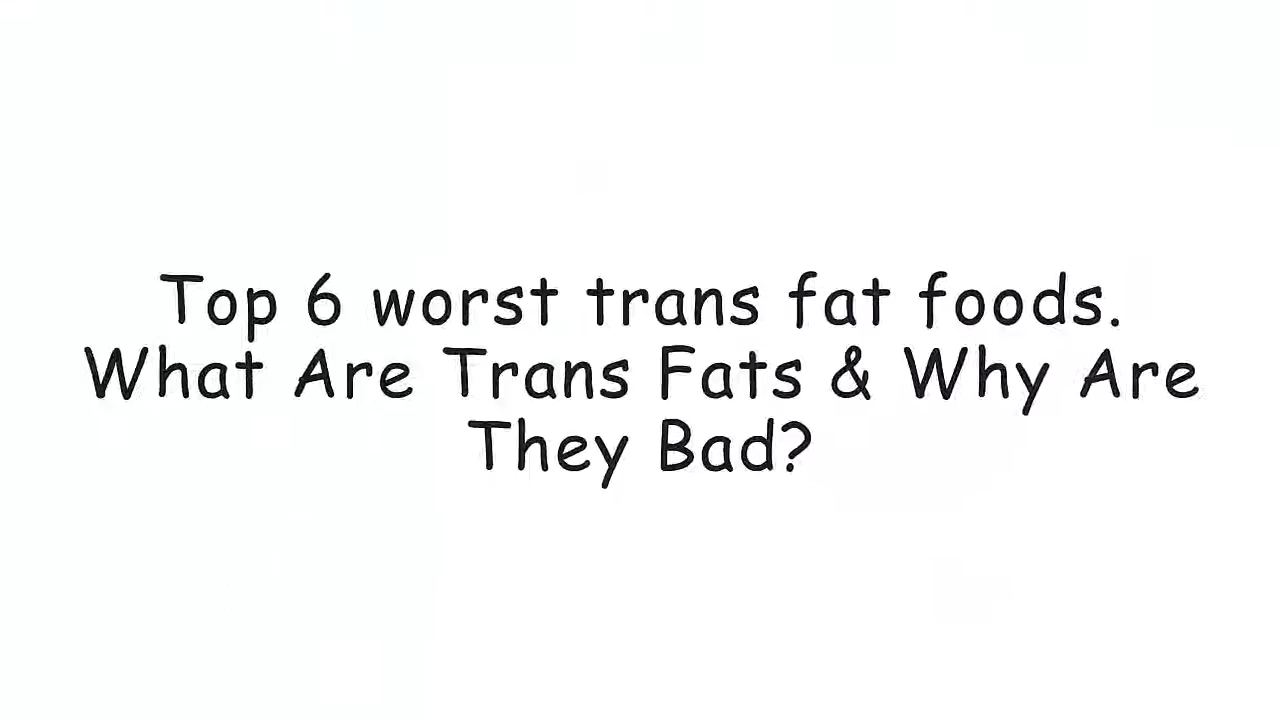 Top 6 worst trans fat foods.
What Are Trans Fats & Why Are
They Bad?